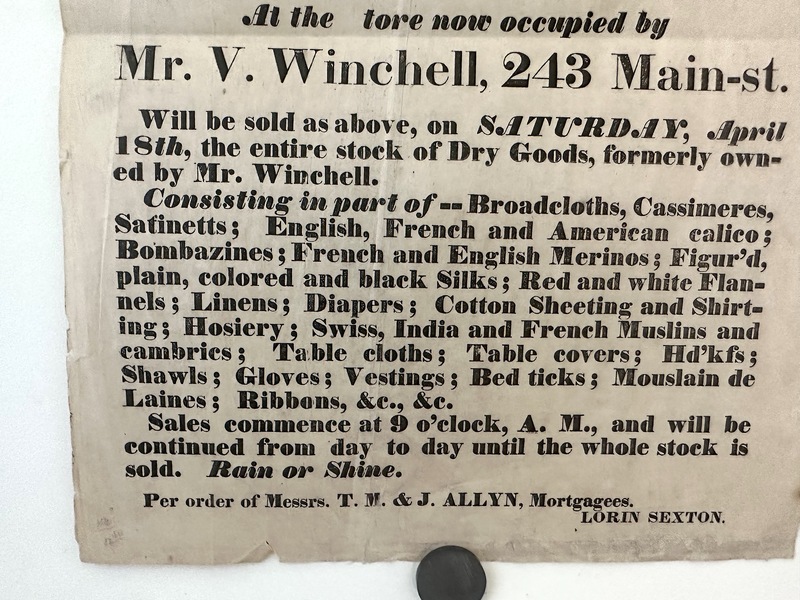 At the tore now occupied by
Mr. V. Winchell, 243 Main-st.
Will be sold as above, on SATURDAY, April
18th, the entire stock of Dry Goods, formerly own-
ed by Mr. Winchell.
Consisting in part of -- Broadcloths, Cassimeres,
Satinetts; English, French and American calico;
Bombazines; French and English Merinos; Figur'd,
plain, colored and black Silks; Red and white Flan-
nels; Linens; Diapers; Cotton Sheeting and Shirt-
ing; Hosiery; Swiss, India and French Muslins and
cambrics; Table cloths; Table covers; Hd'kfs;
Shawls; Gloves; Vestings; Bed ticks; Mouslain de
Laines; Ribbons, &c., &c.
Sales commence at 9 o'clock, A. M., and will be
continued from day to day until the whole stock is
sold. Rain or Shine.
Per order of Messrs. T. M. & J. ALLYN, Mortgagees.
LORIN SEXTON.